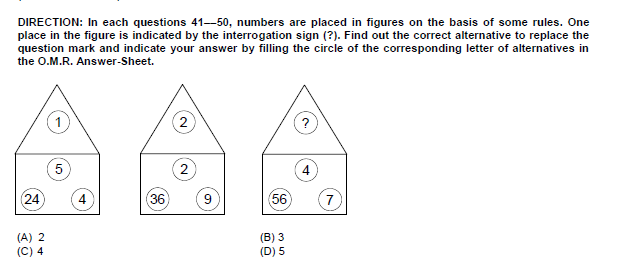 DIRECTION: In each questions 41—50, numbers are placed in figures on the basis of some rules. One
place in the figure is indicated by the interrogation sign (?). Find out the correct alternative to replace the
question mark and indicate your answer by filling the circle of the corresponding letter of alternatives in
the O.M.R. Answer-Sheet.
1 2 ?
5 2 4
24 4 36 9 56 7
(A) 2 (B) 3
(C) 4 (D) 5